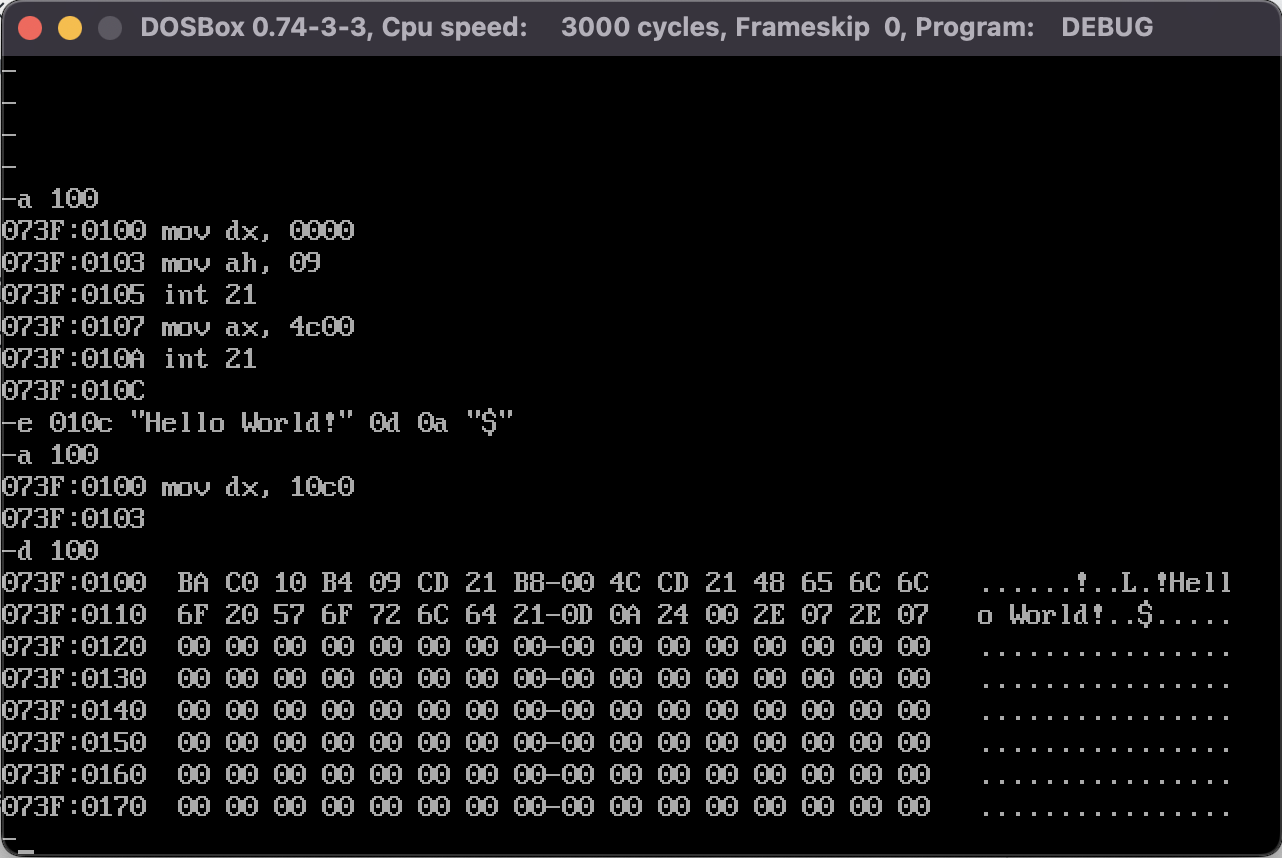 DOSBox 0.74-3-3, Cpu speed:    3000 cycles, Frameskip  0, Program:   DEBUG
-
-
-
-
-a 100
073F:0100 mov dx, 0000
073F:0103 mov ah, 09
073F:0105 int 21
073F:0107 mov ax, 4c00
073F:010A int 21
073F:010C
-e 010c "Hello World!" 0d 0a "$"
-a 100
073F:0100 mov dx, 10c0
073F:0103
-d 100
073F:0100  BA C0 10 B4 09 CD 21 B8-00 4C CD 21 48 65 6C 6C   ......!..L.!Hell
073F:0110  6F 20 57 6F 72 6C 64 21-0D 0A 24 00 2E 07 2E 07   o World!..$.....
073F:0120  00 00 00 00 00 00 00 00-00 00 00 00 00 00 00 00   ................
073F:0130  00 00 00 00 00 00 00 00-00 00 00 00 00 00 00 00   ................
073F:0140  00 00 00 00 00 00 00 00-00 00 00 00 00 00 00 00   ................
073F:0150  00 00 00 00 00 00 00 00-00 00 00 00 00 00 00 00   ................
073F:0160  00 00 00 00 00 00 00 00-00 00 00 00 00 00 00 00   ................
073F:0170  00 00 00 00 00 00 00 00-00 00 00 00 00 00 00 00   ................
-_